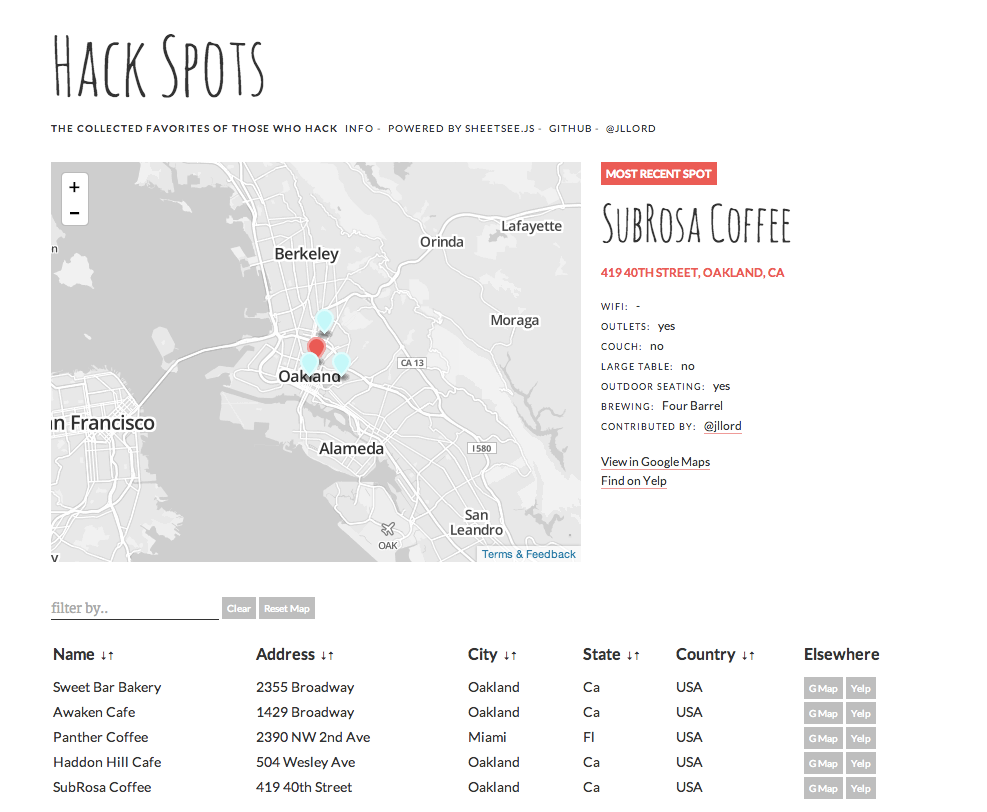 Hack Spots
THE COLLECTED FAVORITES OF THOSE WHO HACK INFO - POWERED BY SHEETSEE.JS - GITHUB - @JLLORD
+
−
n
Berkeley
Orinda
Lafayette
Moraga
CA 13
Oakland
n Francisco
Alameda
I 580
San
Leandro
OAK
y
Terms & Feedback
MOST RECENT SPOT
SubRosa Coffee
419 40TH STREET, OAKLAND, CA
WIFI: -
OUTLETS: yes
COUCH: no
LARGE TABLE: no
OUTDOOR SEATING: yes
BREWING: Four Barrel
CONTRIBUTED BY: @jllord
View in Google Maps
Find on Yelp
filter by.. Clear Reset Map
Name ↓↑ Address ↓↑ City ↓↑ State ↓↑ Country ↓↑ Elsewhere
Sweet Bar Bakery 2355 Broadway Oakland Ca USA G Map Yelp
Awaken Cafe 1429 Broadway Oakland Ca USA G Map Yelp
Panther Coffee 2390 NW 2nd Ave Miami Fl USA G Map Yelp
Haddon Hill Cafe 504 Wesley Ave Oakland Ca USA G Map Yelp
SubRosa Coffee 419 40th Street Oakland Ca USA G Map Yelp